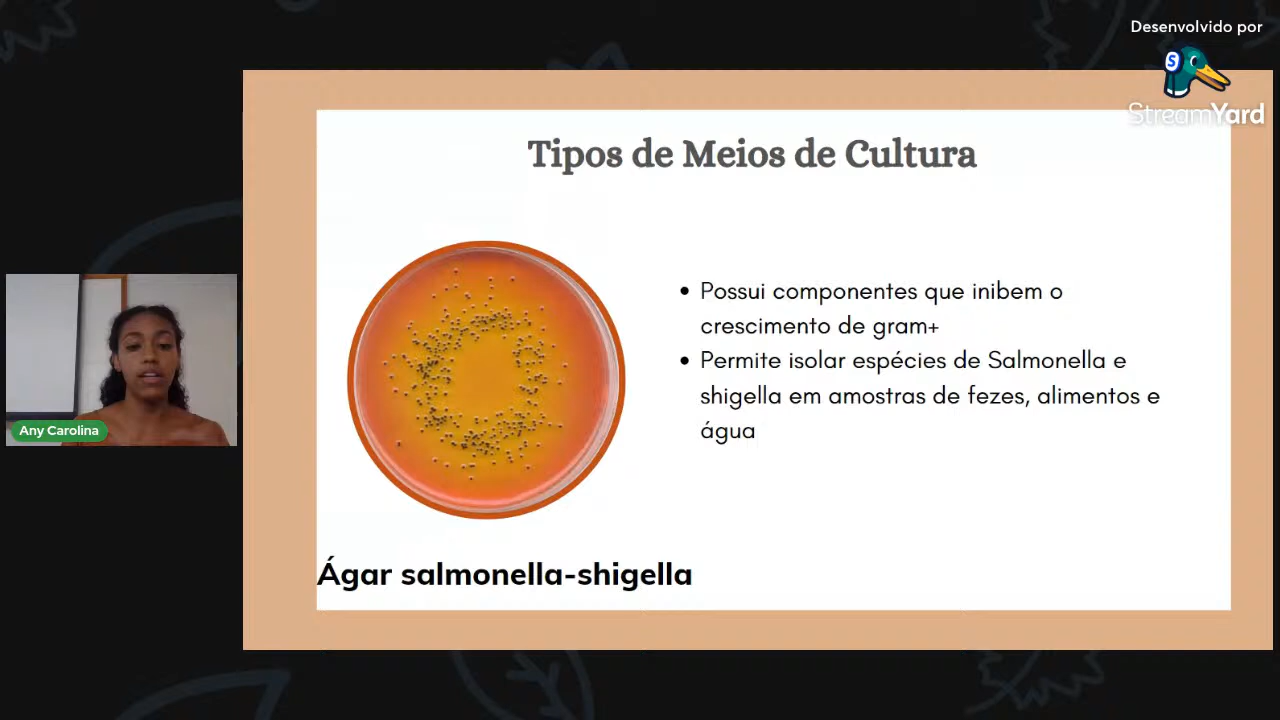 Desenvolvido por
StreamYard
Tipos de Meios de Cultura
Possui componentes que inibem o
crescimento de gram+
Permite isolar espécies de Salmonella e
shigella em amostras de fezes, alimentos e
água
Any Carolina
Ágar salmonella-shigella